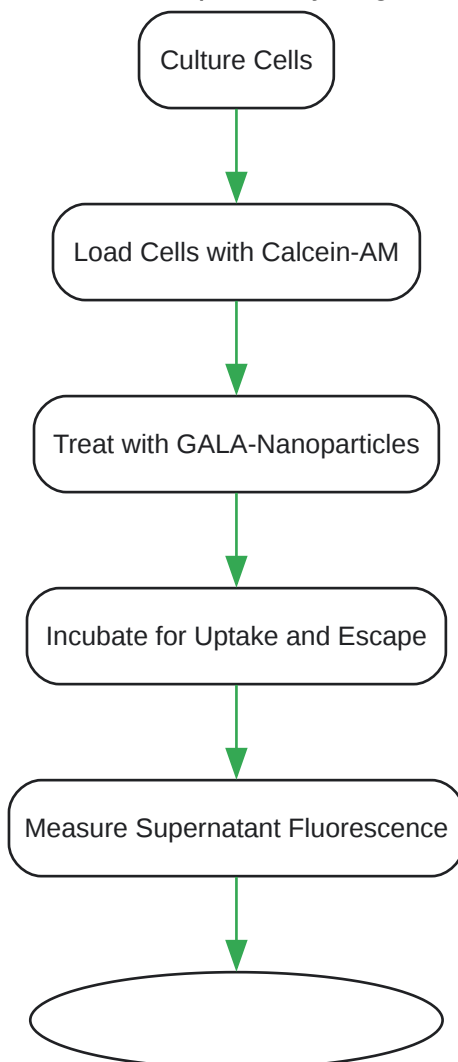 Culture Cells
Load Cells with Calcein-AM
Treat with GALA-Nanoparticles
Incubate for Uptake and Escape
Measure Supernatant Fluorescence